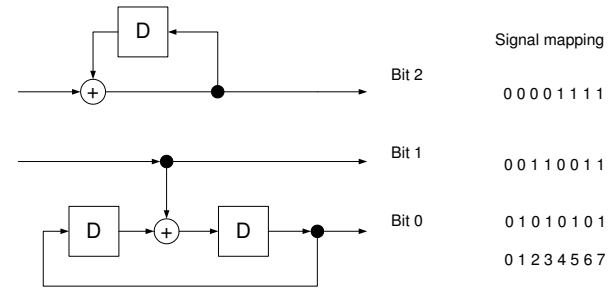 D
Signal mapping
Bit 2
+
0 0 0 0 1 1 1 1
Bit 1
0 0 1 1 0 0 1 1
Bit 0
0 1 0 1 0 1 0 1
D
+
D
0 1 2 3 4 5 6 7